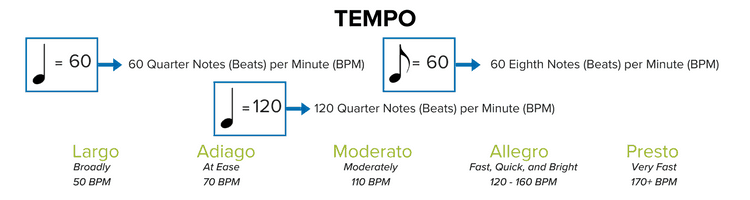 TEMPO
= 60 60 Quarter Notes (Beats) per Minute (BPM)
= 60 60 Eighth Notes (Beats) per Minute (BPM)
=120 120 Quarter Notes (Beats) per Minute (BPM)
Largo
Broadly
50 BPM
Adiago
At Ease
70 BPM
Moderato
Moderately
110 BPM
Allegro
Fast, Quick, and Bright
120 - 160 BPM
Presto
Very Fast
170+ BPM